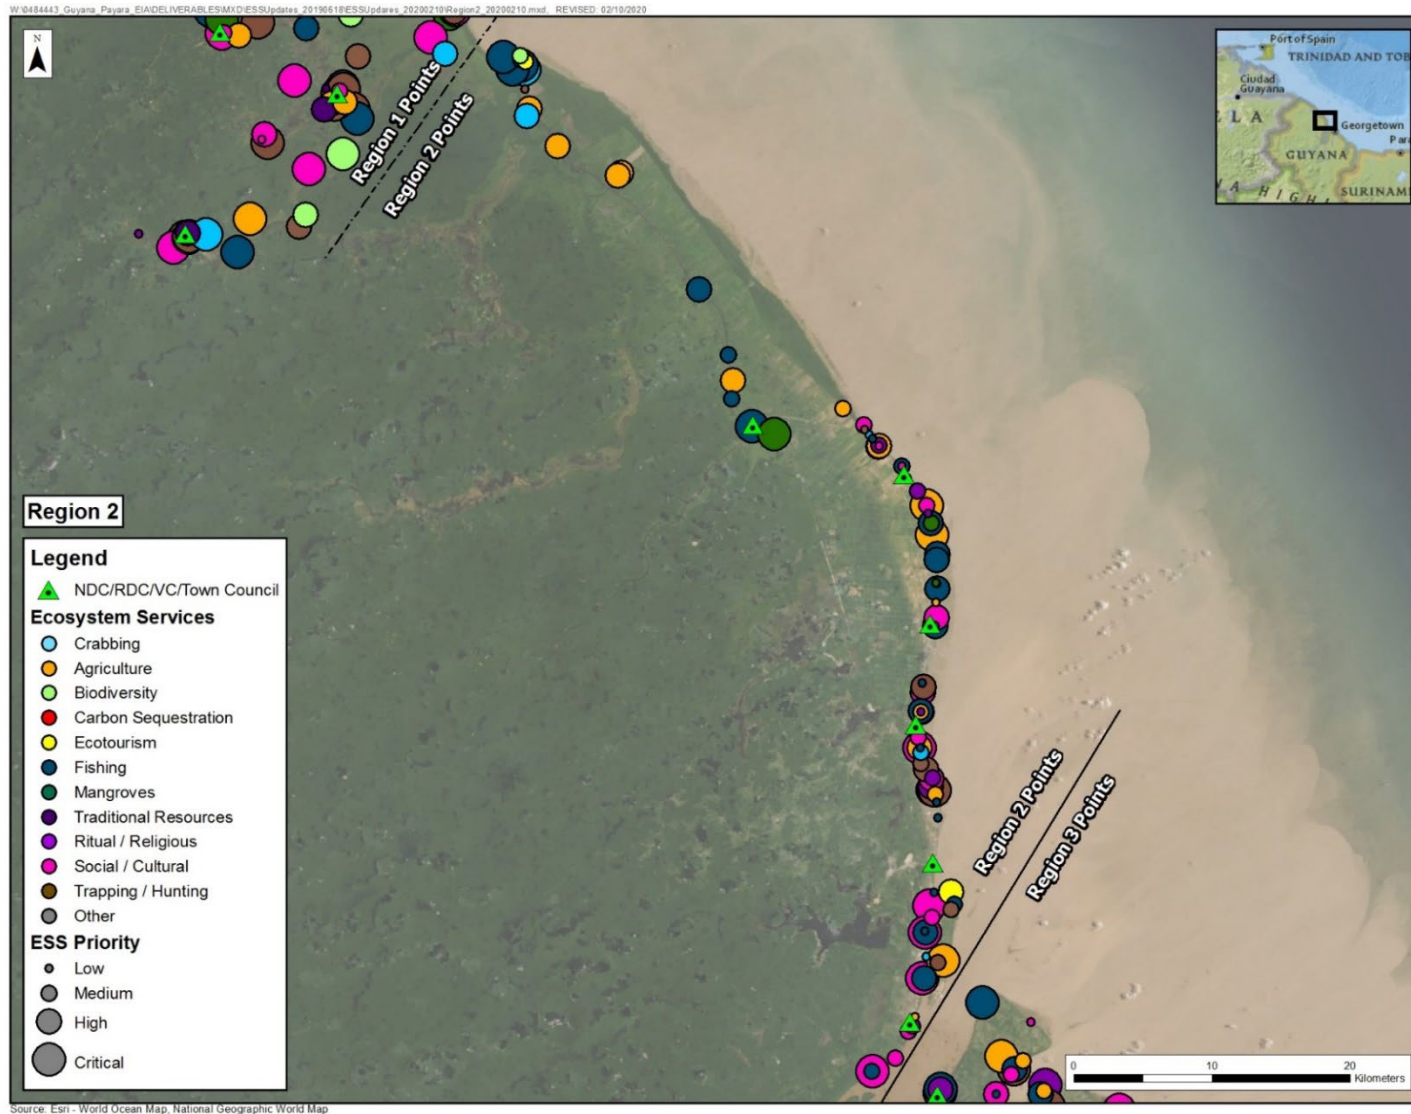 W:\0484443_Guyana_Payara_EIA\DELIVERABLES\MXD\ESSUpdates_20190618\ESSUpdares_20200210\Region2_20200210.mxd, REVISED: 02/10/2020
N
Port of Spain
TRINIDAD AND TOB
Ciudad
Guayana
E L A
Georgetown
Par
GUYANA
SURINAM
A HIGH
Region 1 Points
Region 2 Points
Region 2
Legend
NDC/RDC/VC/Town Council
Ecosystem Services
Crabbing
Agriculture
Biodiversity
Carbon Sequestration
Ecotourism
Fishing
Mangroves
Traditional Resources
Ritual / Religious
Social / Cultural
Trapping / Hunting
Other
ESS Priority
Low
Medium
High
Critical
Region 2 Points
Region 3 Points
0 10 20
Kilometers
Source: Esri - World Ocean Map, National Geographic World Map